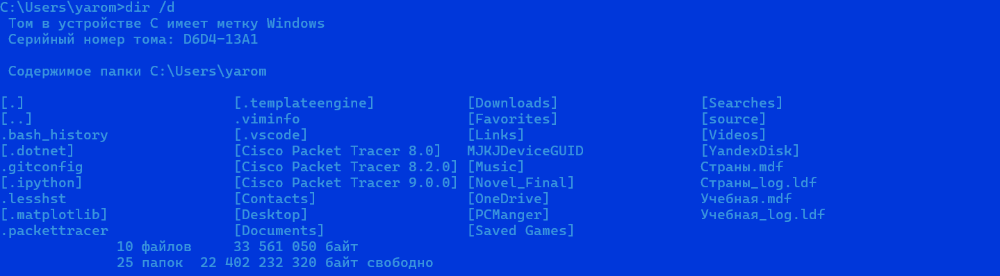 C:\Users\yarom>dir /d
Том в устройстве C имеет метку Windows
Серийный номер тома: D6D4-13A1
Содержимое папки C:\Users\yarom
[.] [.templateengine] [Downloads] [Searches]
[..] .viminfo [Favorites] [source]
.bash_history [.vscode] [Links] [Videos]
[.dotnet] [Cisco Packet Tracer 8.0] MJKJDeviceGUID [YandexDisk]
.gitconfig [Cisco Packet Tracer 8.2.0] [Music] Страны.mdf
[.ipython] [Cisco Packet Tracer 9.0.0] [Novel_Final] Страны_log.ldf
.lesshst [Contacts] [OneDrive] Учебная.mdf
[.matplotlib] [Desktop] [PCManger] Учебная_log.ldf
.packettracer [Documents] [Saved Games]
10 файлов 33 561 050 байт
25 папок 22 402 232 320 байт свободно